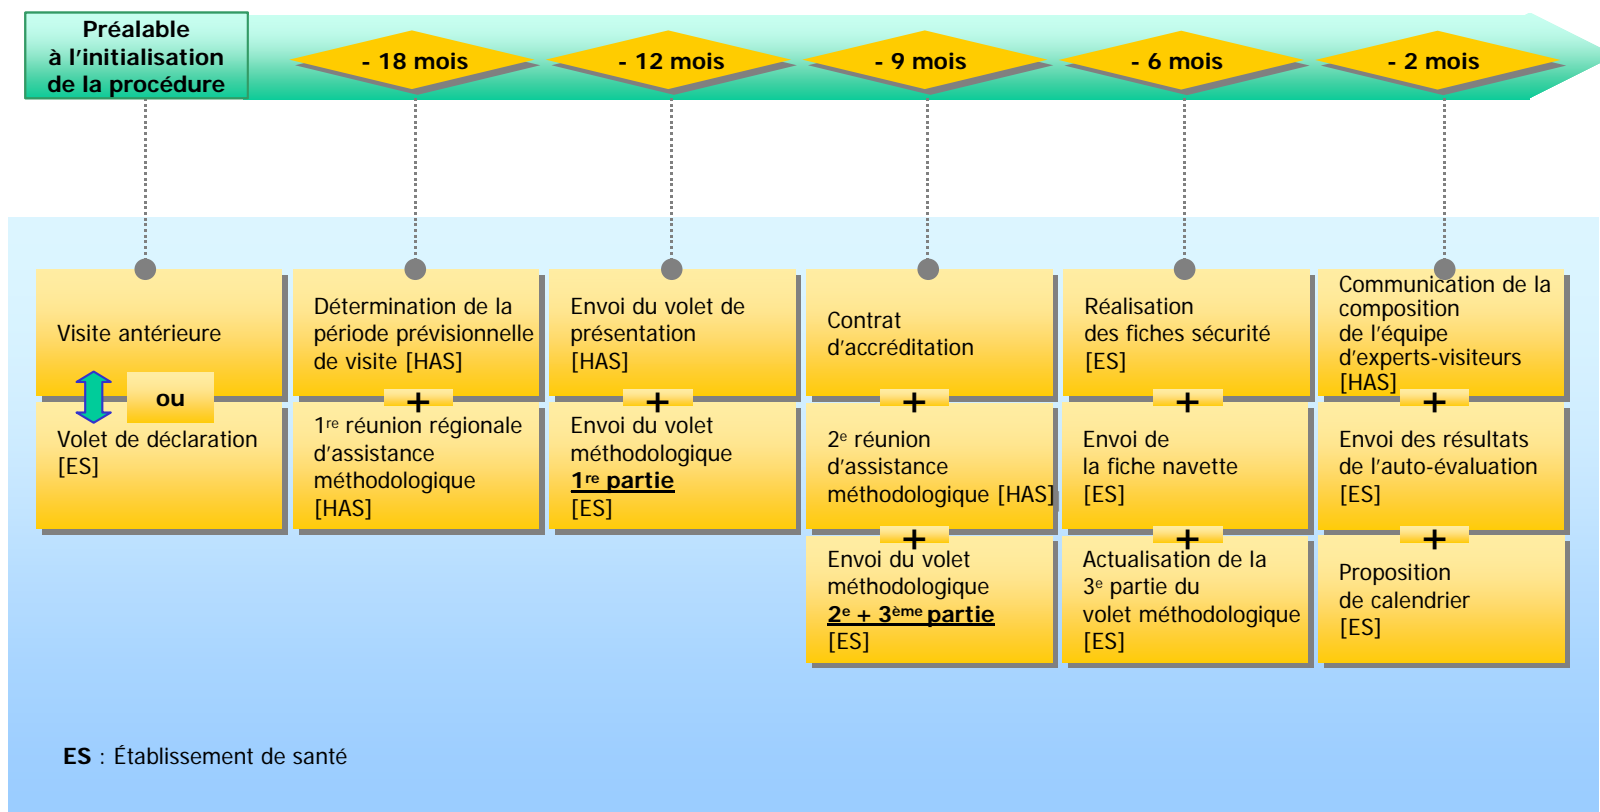 Préalable
à l'initialisation
de la procédure
- 18 mois
- 12 mois
- 9 mois
- 6 mois
- 2 mois
Visite antérieure
ou
Volet de déclaration
[ES]
Détermination de la
période prévisionnelle
de visite [HAS]
+
1re réunion régionale
d'assistance
méthodologique
[HAS]
Envoi du volet de
présentation
[HAS]
+
Envoi du volet
méthodologique
1re partie
[ES]
Contrat
d'accréditation
+
2e réunion
d'assistance
méthodologique [HAS]
+
Envoi du volet
méthodologique
2e + 3ème partie
[ES]
Réalisation
des fiches sécurité
[ES]
+
Envoi de
la fiche navette
[ES]
+
Actualisation de la
3e partie du
volet méthodologique
[ES]
Communication de la
composition
de l'équipe
d'experts-visiteurs
[HAS]
+
Envoi des résultats
de l'auto-évaluation
[ES]
+
Proposition
de calendrier
[ES]
ES : Établissement de santé